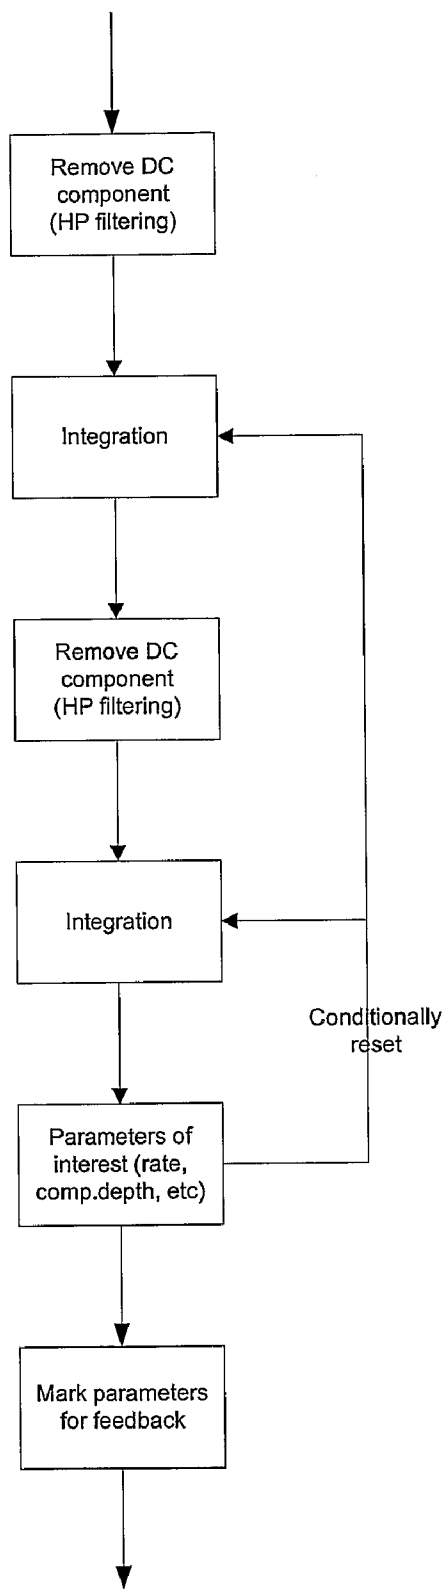 Remove DC
component
(HP filtering)
Integration
Remove DC
component
(HP filtering)
Integration
Conditionally
reset
Parameters of
interest (rate,
comp.depth, etc)
Mark parameters
for feedback